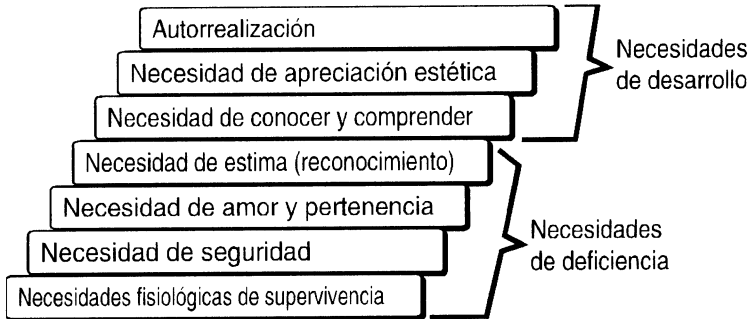 Autorrealización
Necesidad de apreciación estética
Necesidad de conocer y comprender
Necesidad de estima (reconocimiento)
Necesidad de amor y pertenencia
Necesidad de seguridad
Necesidades fisiológicas de supervivencia
Necesidades
de desarrollo
Necesidades
de deficiencia